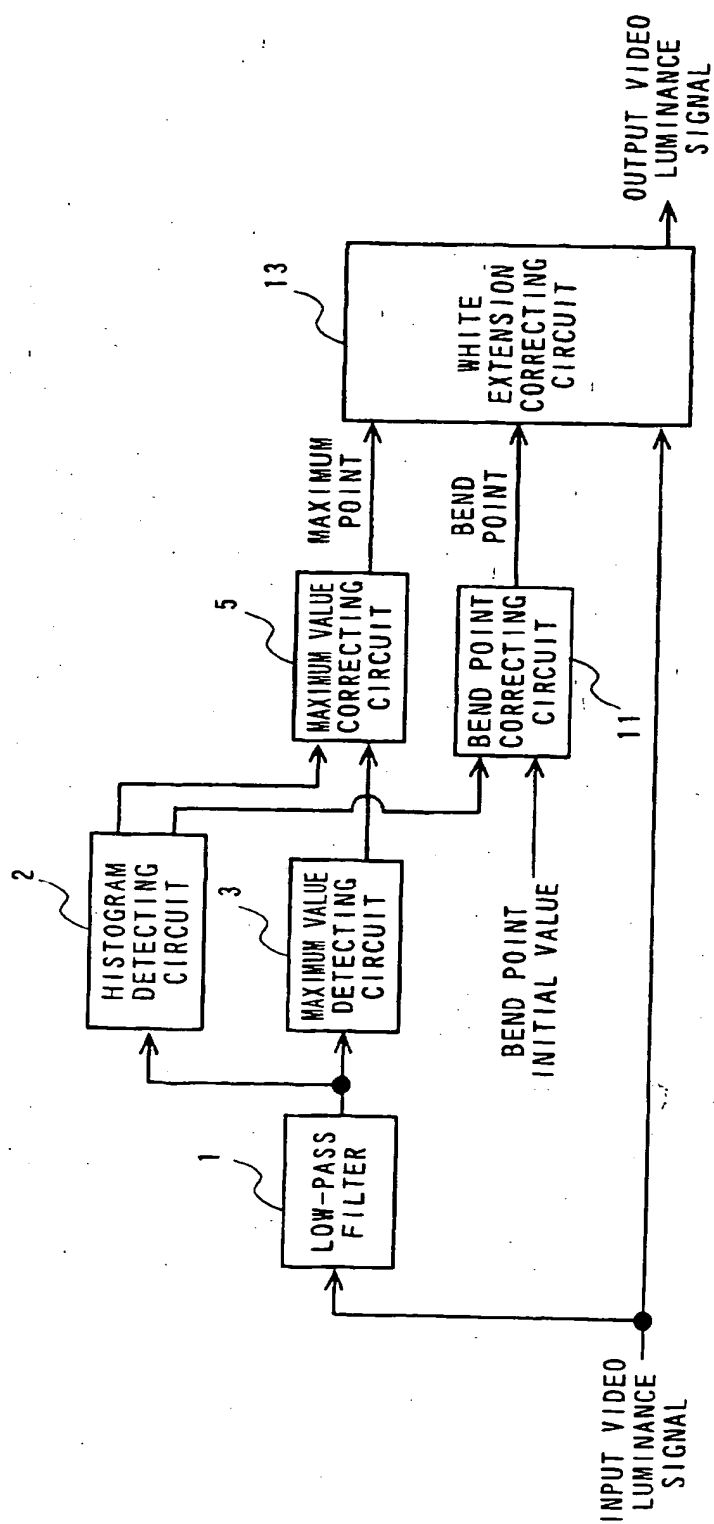 INPUT VIDEO
LUMINANCE
SIGNAL
1
LOW-PASS
FILTER
2
HISTOGRAM
DETECTING
CIRCUIT
3
MAXIMUM VALUE
DETECTING
CIRCUIT
BEND POINT
INITIAL VALUE
5
MAXIMUM VALUE
CORRECTING
CIRCUIT
BEND POINT
CORRECTING
CIRCUIT
11
MAXIMUM
POINT
BEND
POINT
13
WHITE
EXTENSION
CORRECTING
CIRCUIT
OUTPUT VIDEO
LUMINANCE
SIGNAL